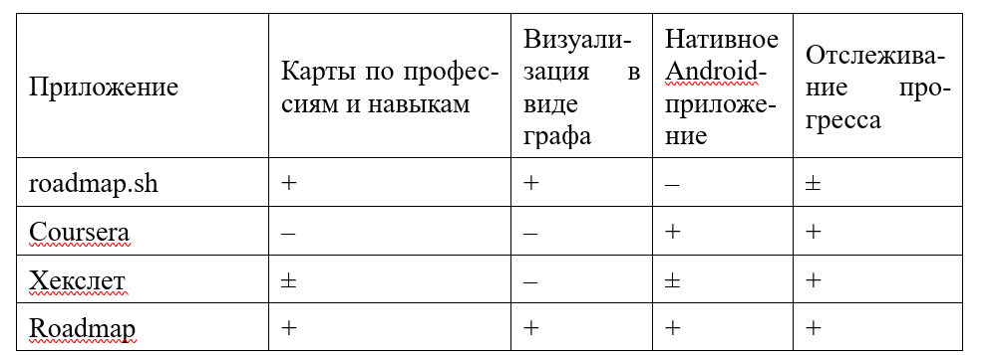 Приложение
Карты по профес-
сиям и навыкам
Визуали-
зация в
виде
графа
Нативное
Android-
приложе-
ние
Отслежива-
ние про-
гресса
roadmap.sh + + – ±
Coursera – – + +
Хекслет ± – ± +
Roadmap + + + +